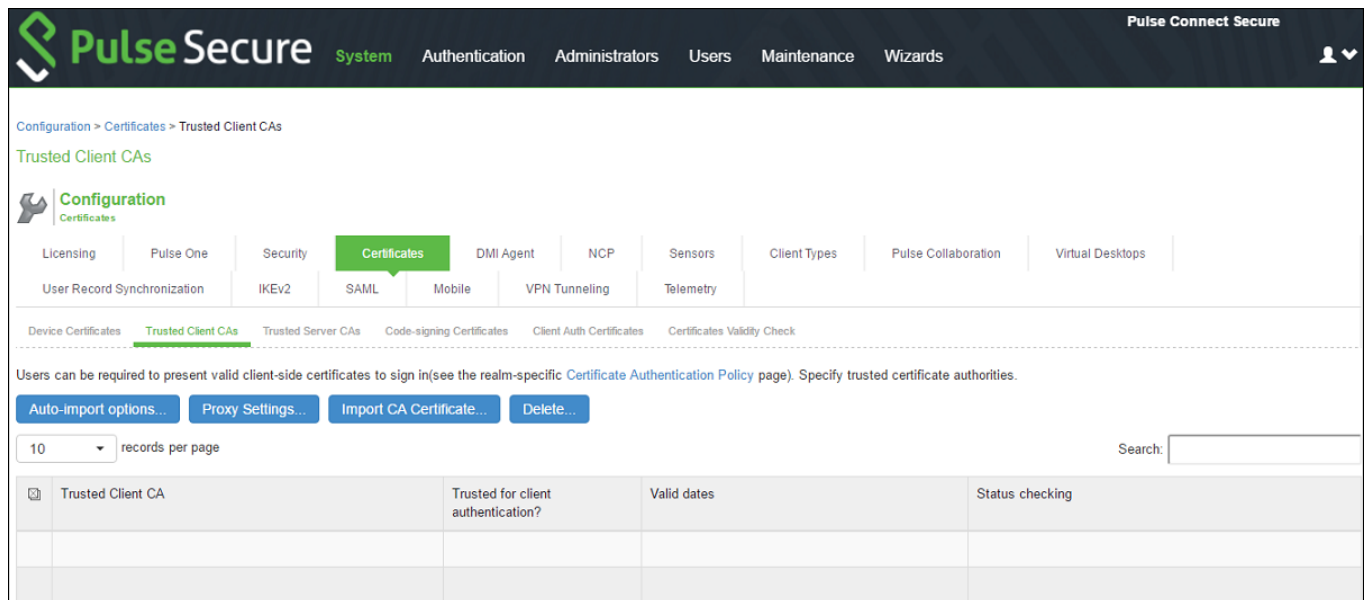 Pulse Connect Secure
Pulse Secure System Authentication Administrators Users Maintenance Wizards
Configuration > Certificates > Trusted Client CAs
Trusted Client CAs
Configuration
Certificates
Licensing Pulse One Security Certificates DMI Agent NCP Sensors Client Types Pulse Collaboration Virtual Desktops
User Record Synchronization IKEv2 SAML Mobile VPN Tunneling Telemetry
Device Certificates Trusted Client CAs Trusted Server CAs Code-signing Certificates Client Auth Certificates Certificates Validity Check
Users can be required to present valid client-side certificates to sign in(see the realm-specific Certificate Authentication Policy page). Specify trusted certificate authorities.
Auto-import options... Proxy Settings... Import CA Certificate... Delete...
10 records per page Search:
Trusted Client CA Trusted for client Valid dates Status checking
authentication?